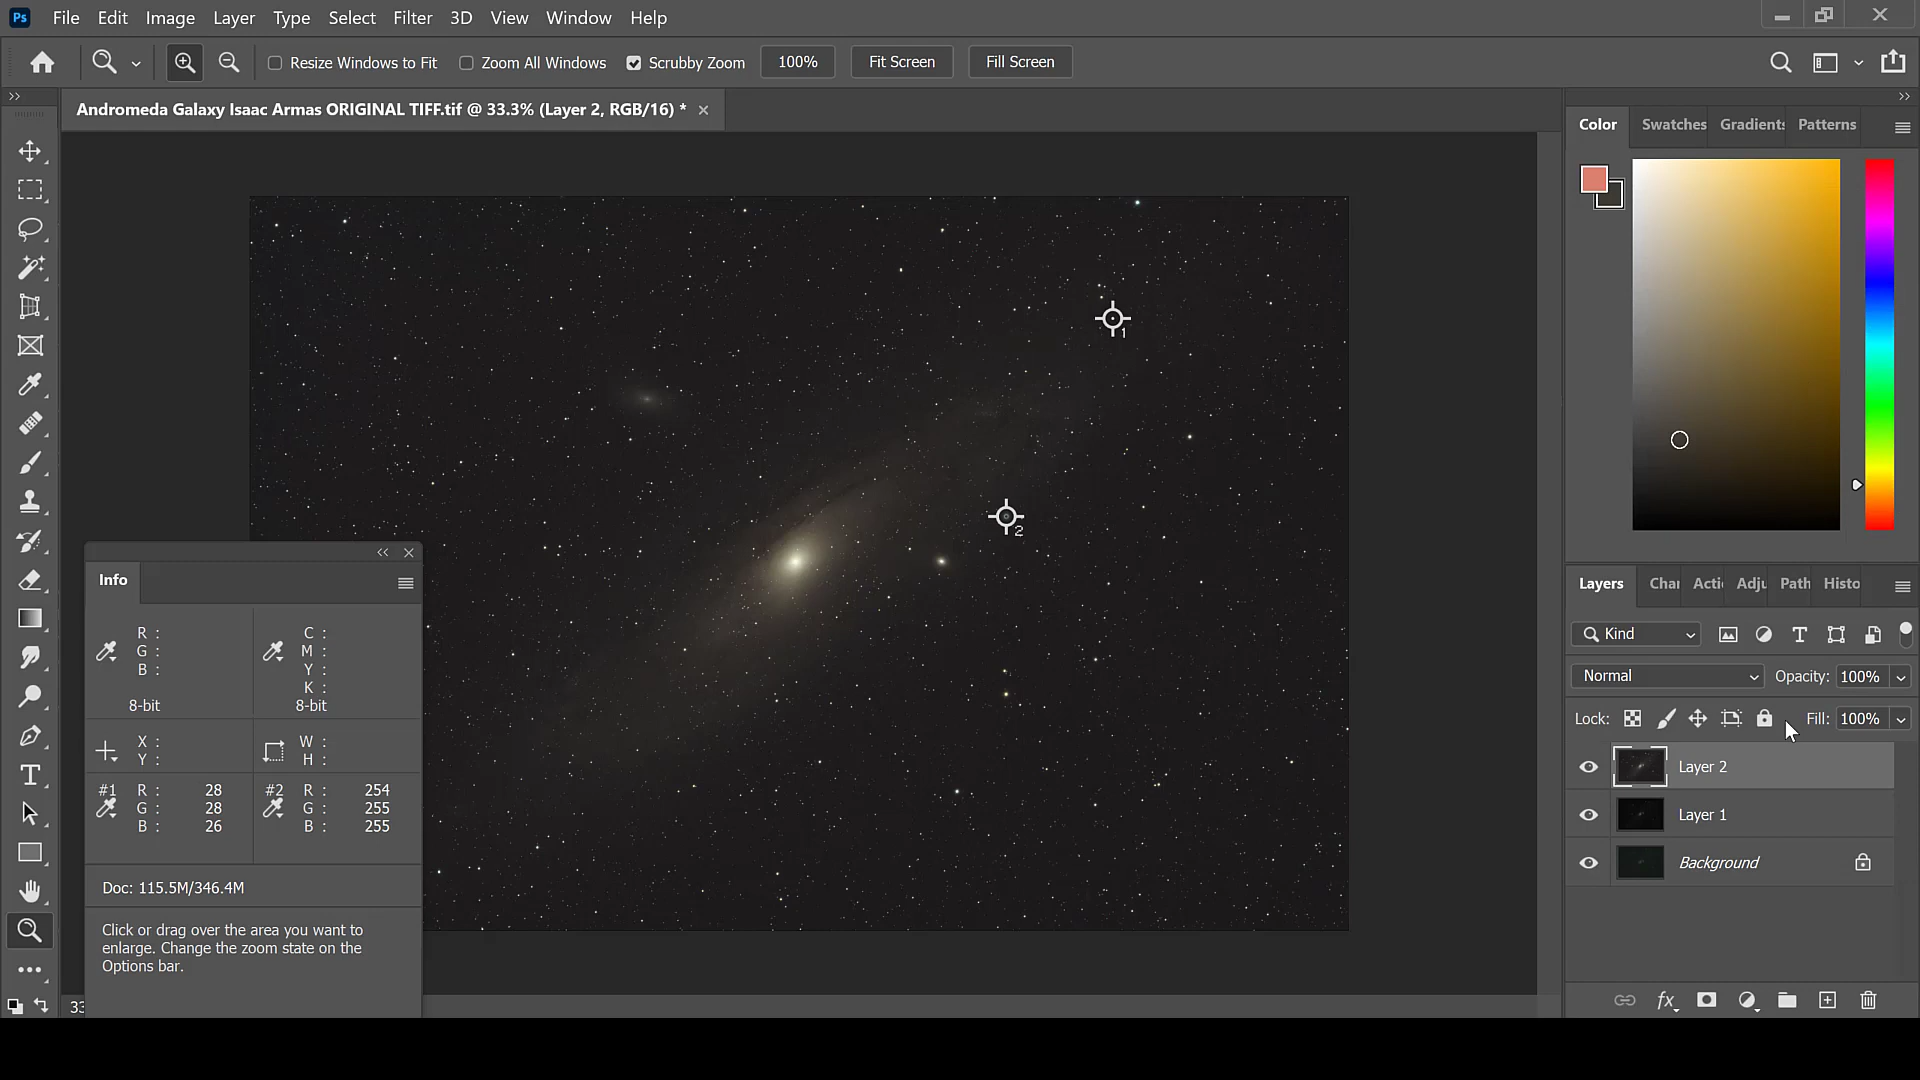 Ps File Edit Image Layer Type Select Filter 3D View Window Help
Resize Windows to Fit Zoom All Windows Scrubby Zoom 100% Fit Screen Fill Screen
Andromeda Galaxy Isaac Armas ORIGINAL TIFF.tif @ 33.3% (Layer 2, RGB/16) *
Color Swatches Gradients Patterns
1
2
Info
R :
G :
B :
8-bit
C :
M :
Y :
K :
8-bit
X :
Y :
W :
H :
#1 R : 28
G : 28
B : 26
#2 R : 254
G : 255
B : 255
Doc: 115.5M/346.4M
Click or drag over the area you want to
enlarge. Change the zoom state on the
Options bar.
33
Layers Char Acti Adju Path Histo
Kind
Normal Opacity: 100%
Lock: Fill: 100%
Layer 2
Layer 1
Background
fx